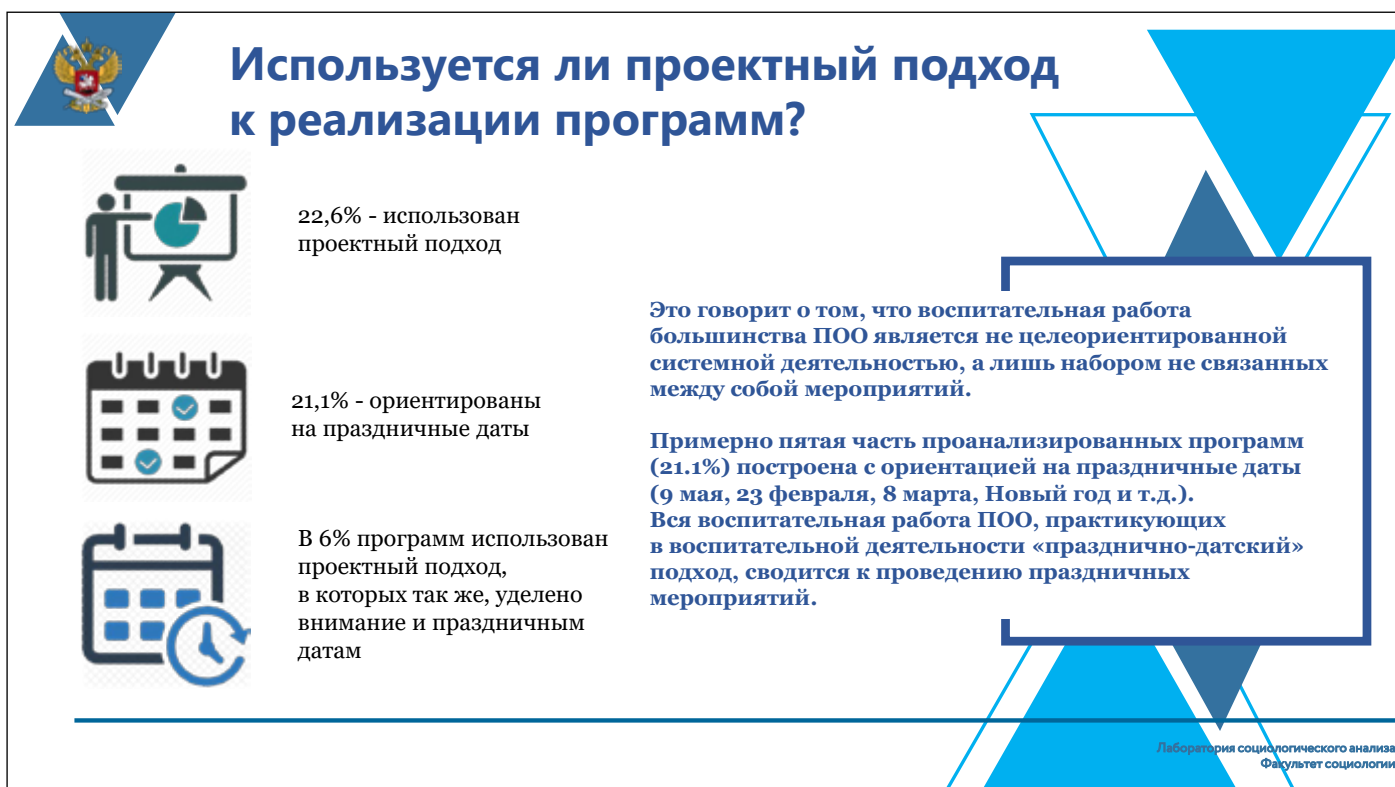 Используется ли проектный подход
к реализации программ?
22,6% - использован
проектный подход
21,1% - ориентированы
на праздничные даты
В 6% программ использован
проектный подход,
в которых так же, уделено
внимание и праздничным
датам
Это говорит о том, что воспитательная работа
большинства ПОО является не целеориентированной
системной деятельностью, а лишь набором не связанных
между собой мероприятий.
Примерно пятая часть проанализированных программ
(21.1%) построена с ориентацией на праздничные даты
(9 мая, 23 февраля, 8 марта, Новый год и т.д.).
Вся воспитательная работа ПОО, практикующих
в воспитательной деятельности «празднично-датский»
подход, сводится к проведению праздничных
мероприятий.
Лаборатория социологического анализа
Факультет социологии